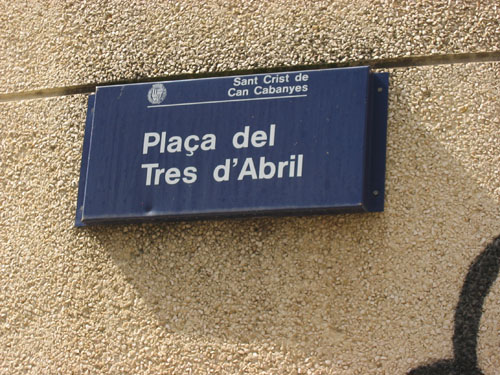 Sant Crist de
Can Cabanyes
Plaça del
Tres d'Abril